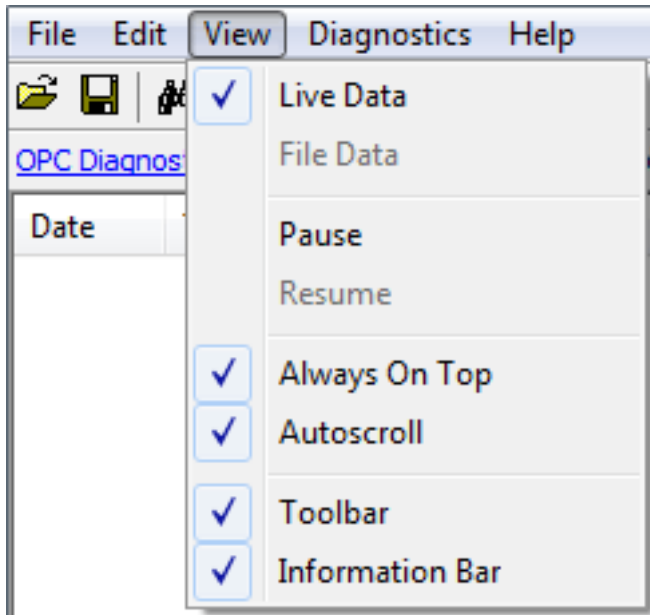 File Edit View Diagnostics Help
Live Data
OPC Diagnos
File Data
Date
Pause
Resume
Always On Top
Autoscroll
Toolbar
Information Bar